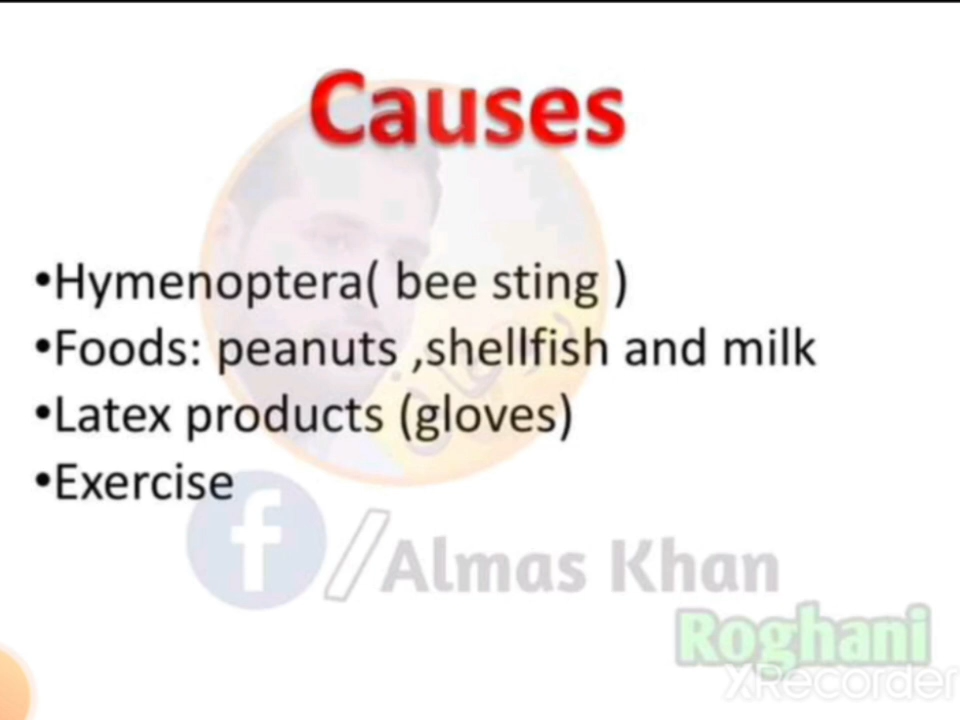 Causes
•Hymenoptera( bee sting )
•Foods: peanuts ,shellfish and milk
•Latex products (gloves)
•Exercise
f/Almas Khan
Roghani
XRecorder